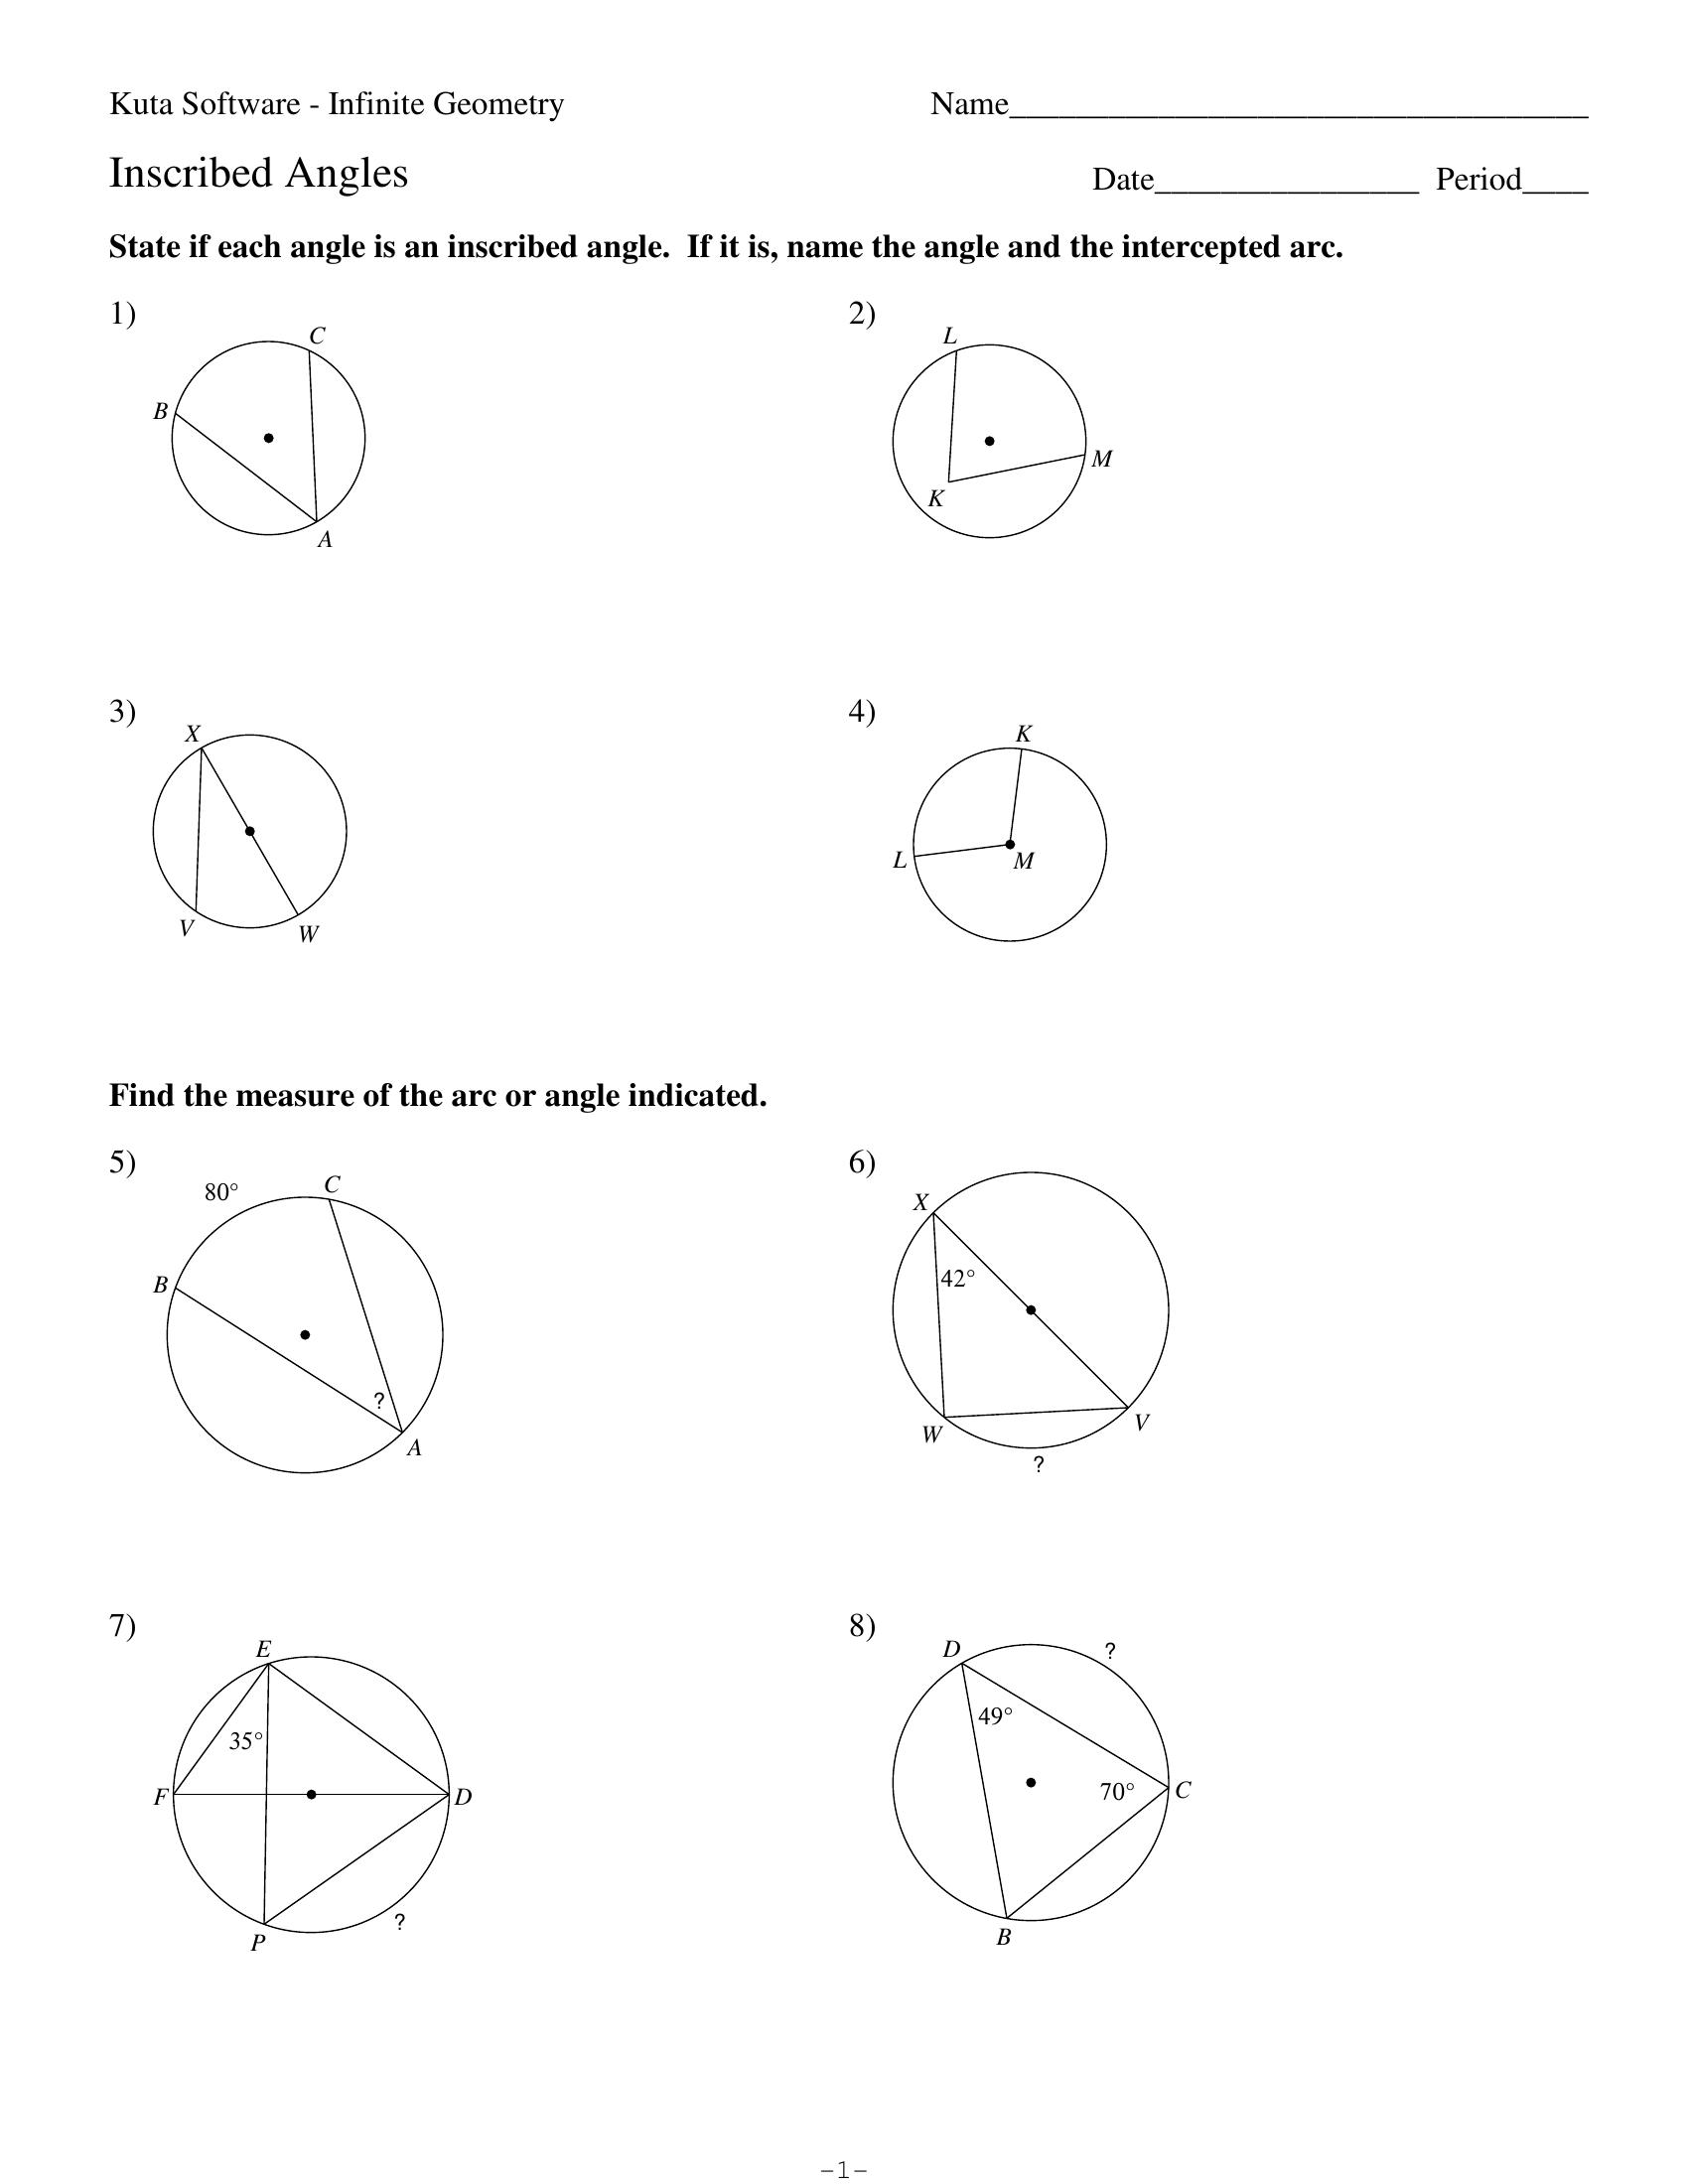 Kuta Software - Infinite Geometry
Name___________________________________
Inscribed Angles
Date________________ Period____
State if each angle is an inscribed angle.  If it is, name the angle and the intercepted arc.
1)
C
B
A
2)
L
M
K
3)
X
V
W
4)
K
L
M
Find the measure of the arc or angle indicated.
5)
80°
C
B
?
A
6)
X
42°
W
V
?
7)
E
35°
F
D
P
?
8)
D
?
49°
70°
C
B
-1-